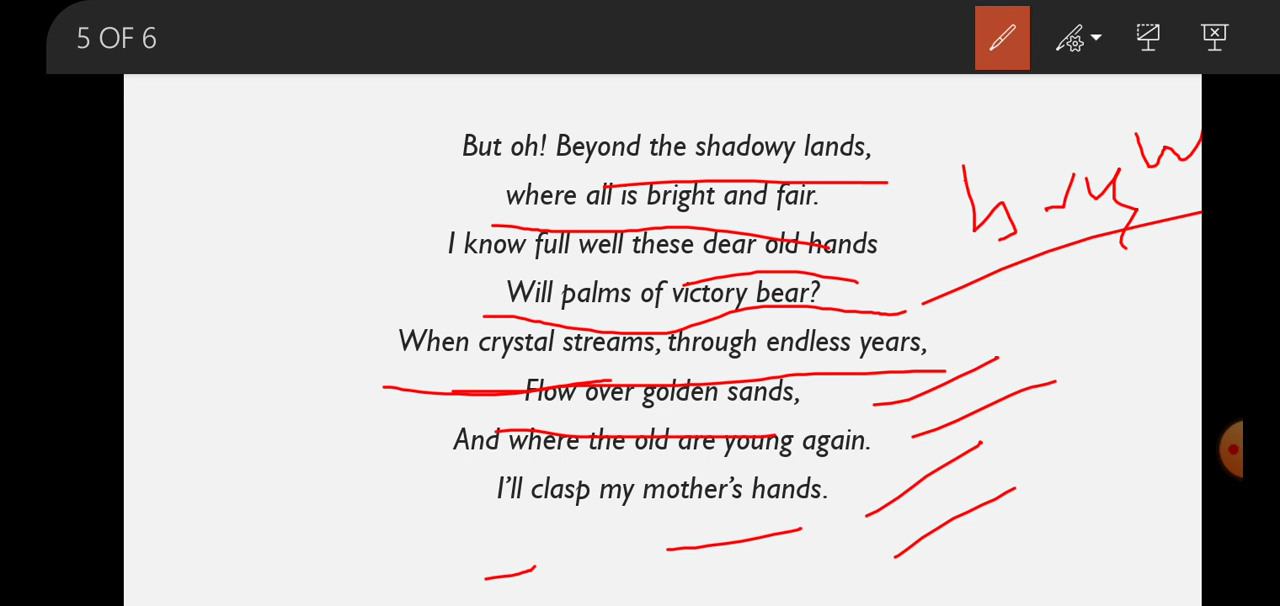 5 OF 6
But oh! Beyond the shadowy lands,
where all is bright and fair.
I know full well these dear old hands
Will palms of victory bear?
When crystal streams, through endless years,
Flow over golden sands,
And where the old are young again.
I'll clasp my mother's hands.